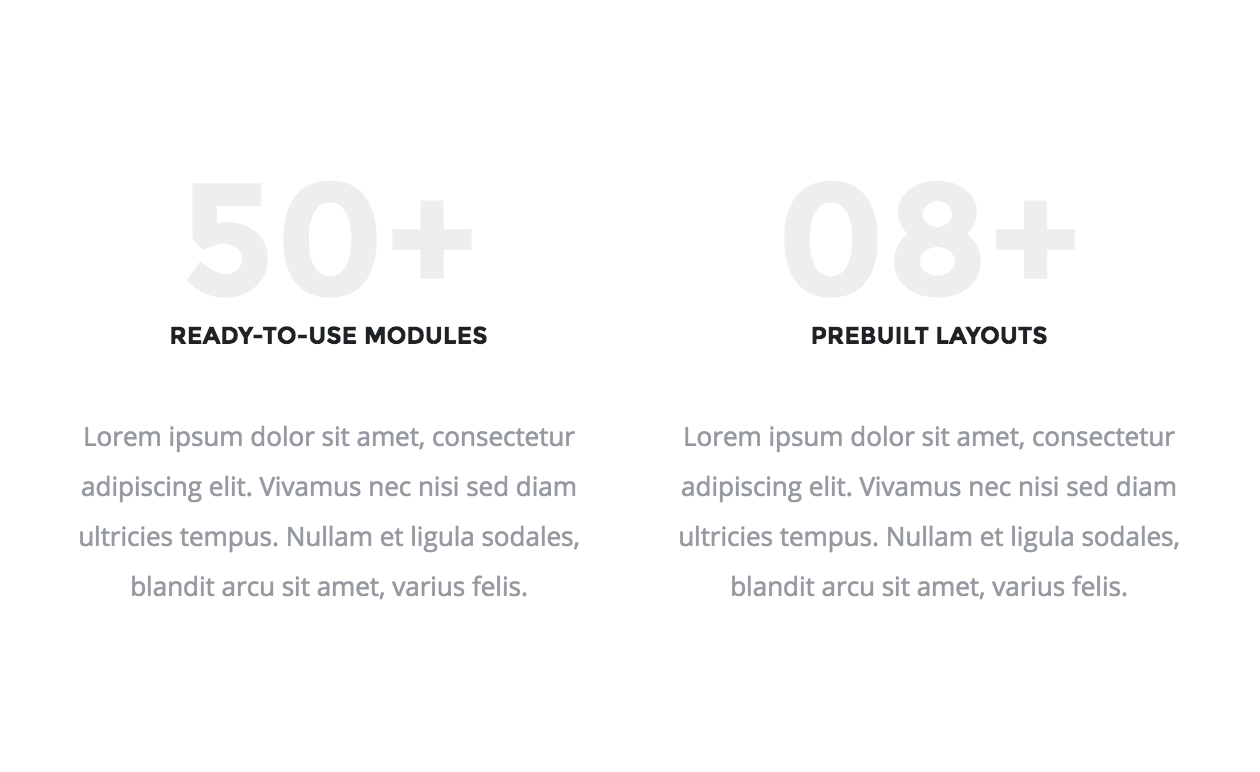 50+
READY-TO-USE MODULES
Lorem ipsum dolor sit amet, consectetur
adipiscing elit. Vivamus nec nisi sed diam
ultricies tempus. Nullam et ligula sodales,
blandit arcu sit amet, varius felis.
08+
PREBUILT LAYOUTS
Lorem ipsum dolor sit amet, consectetur
adipiscing elit. Vivamus nec nisi sed diam
ultricies tempus. Nullam et ligula sodales,
blandit arcu sit amet, varius felis.